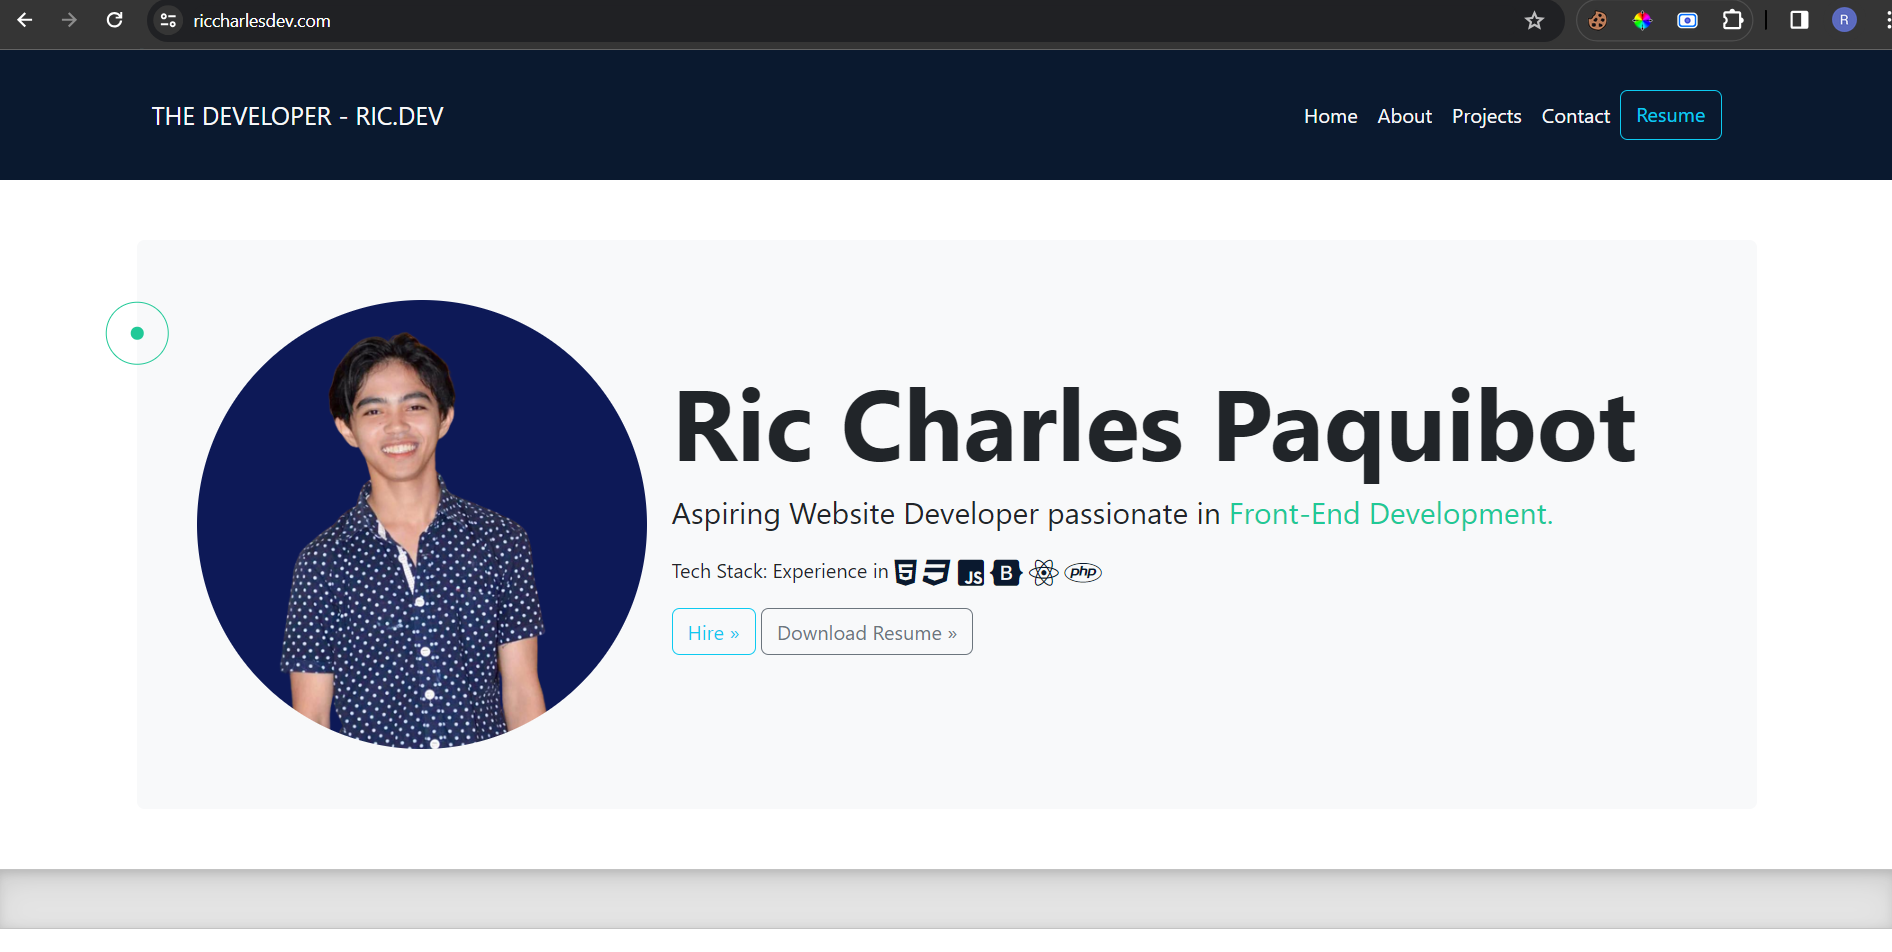 riccharlesdev.com
R
THE DEVELOPER - RIC.DEV
Home About Projects Contact Resume
Ric Charles Paquibot
Aspiring Website Developer passionate in Front-End Development.
Tech Stack: Experience in 5 3 JS B php
Hire » Download Resume »